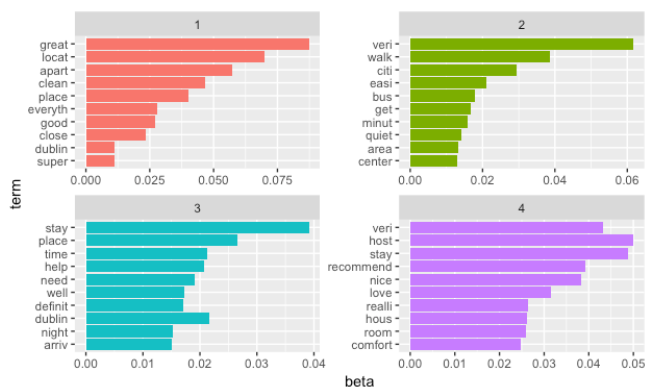 1
great
locat
apart
clean
place
everyth
good
close
dublin
super
0.000 0.025 0.050 0.075
2
veri
walk
citi
easi
bus
get
minut
quiet
area
center
0.00 0.02 0.04 0.06
term
3
stay
place
time
help
need
well
definit
dublin
night
arriv
0.00 0.01 0.02 0.03 0.04
4
veri
host
stay
recommend
nice
love
realli
hous
room
comfort
0.00 0.01 0.02 0.03 0.04 0.05
beta